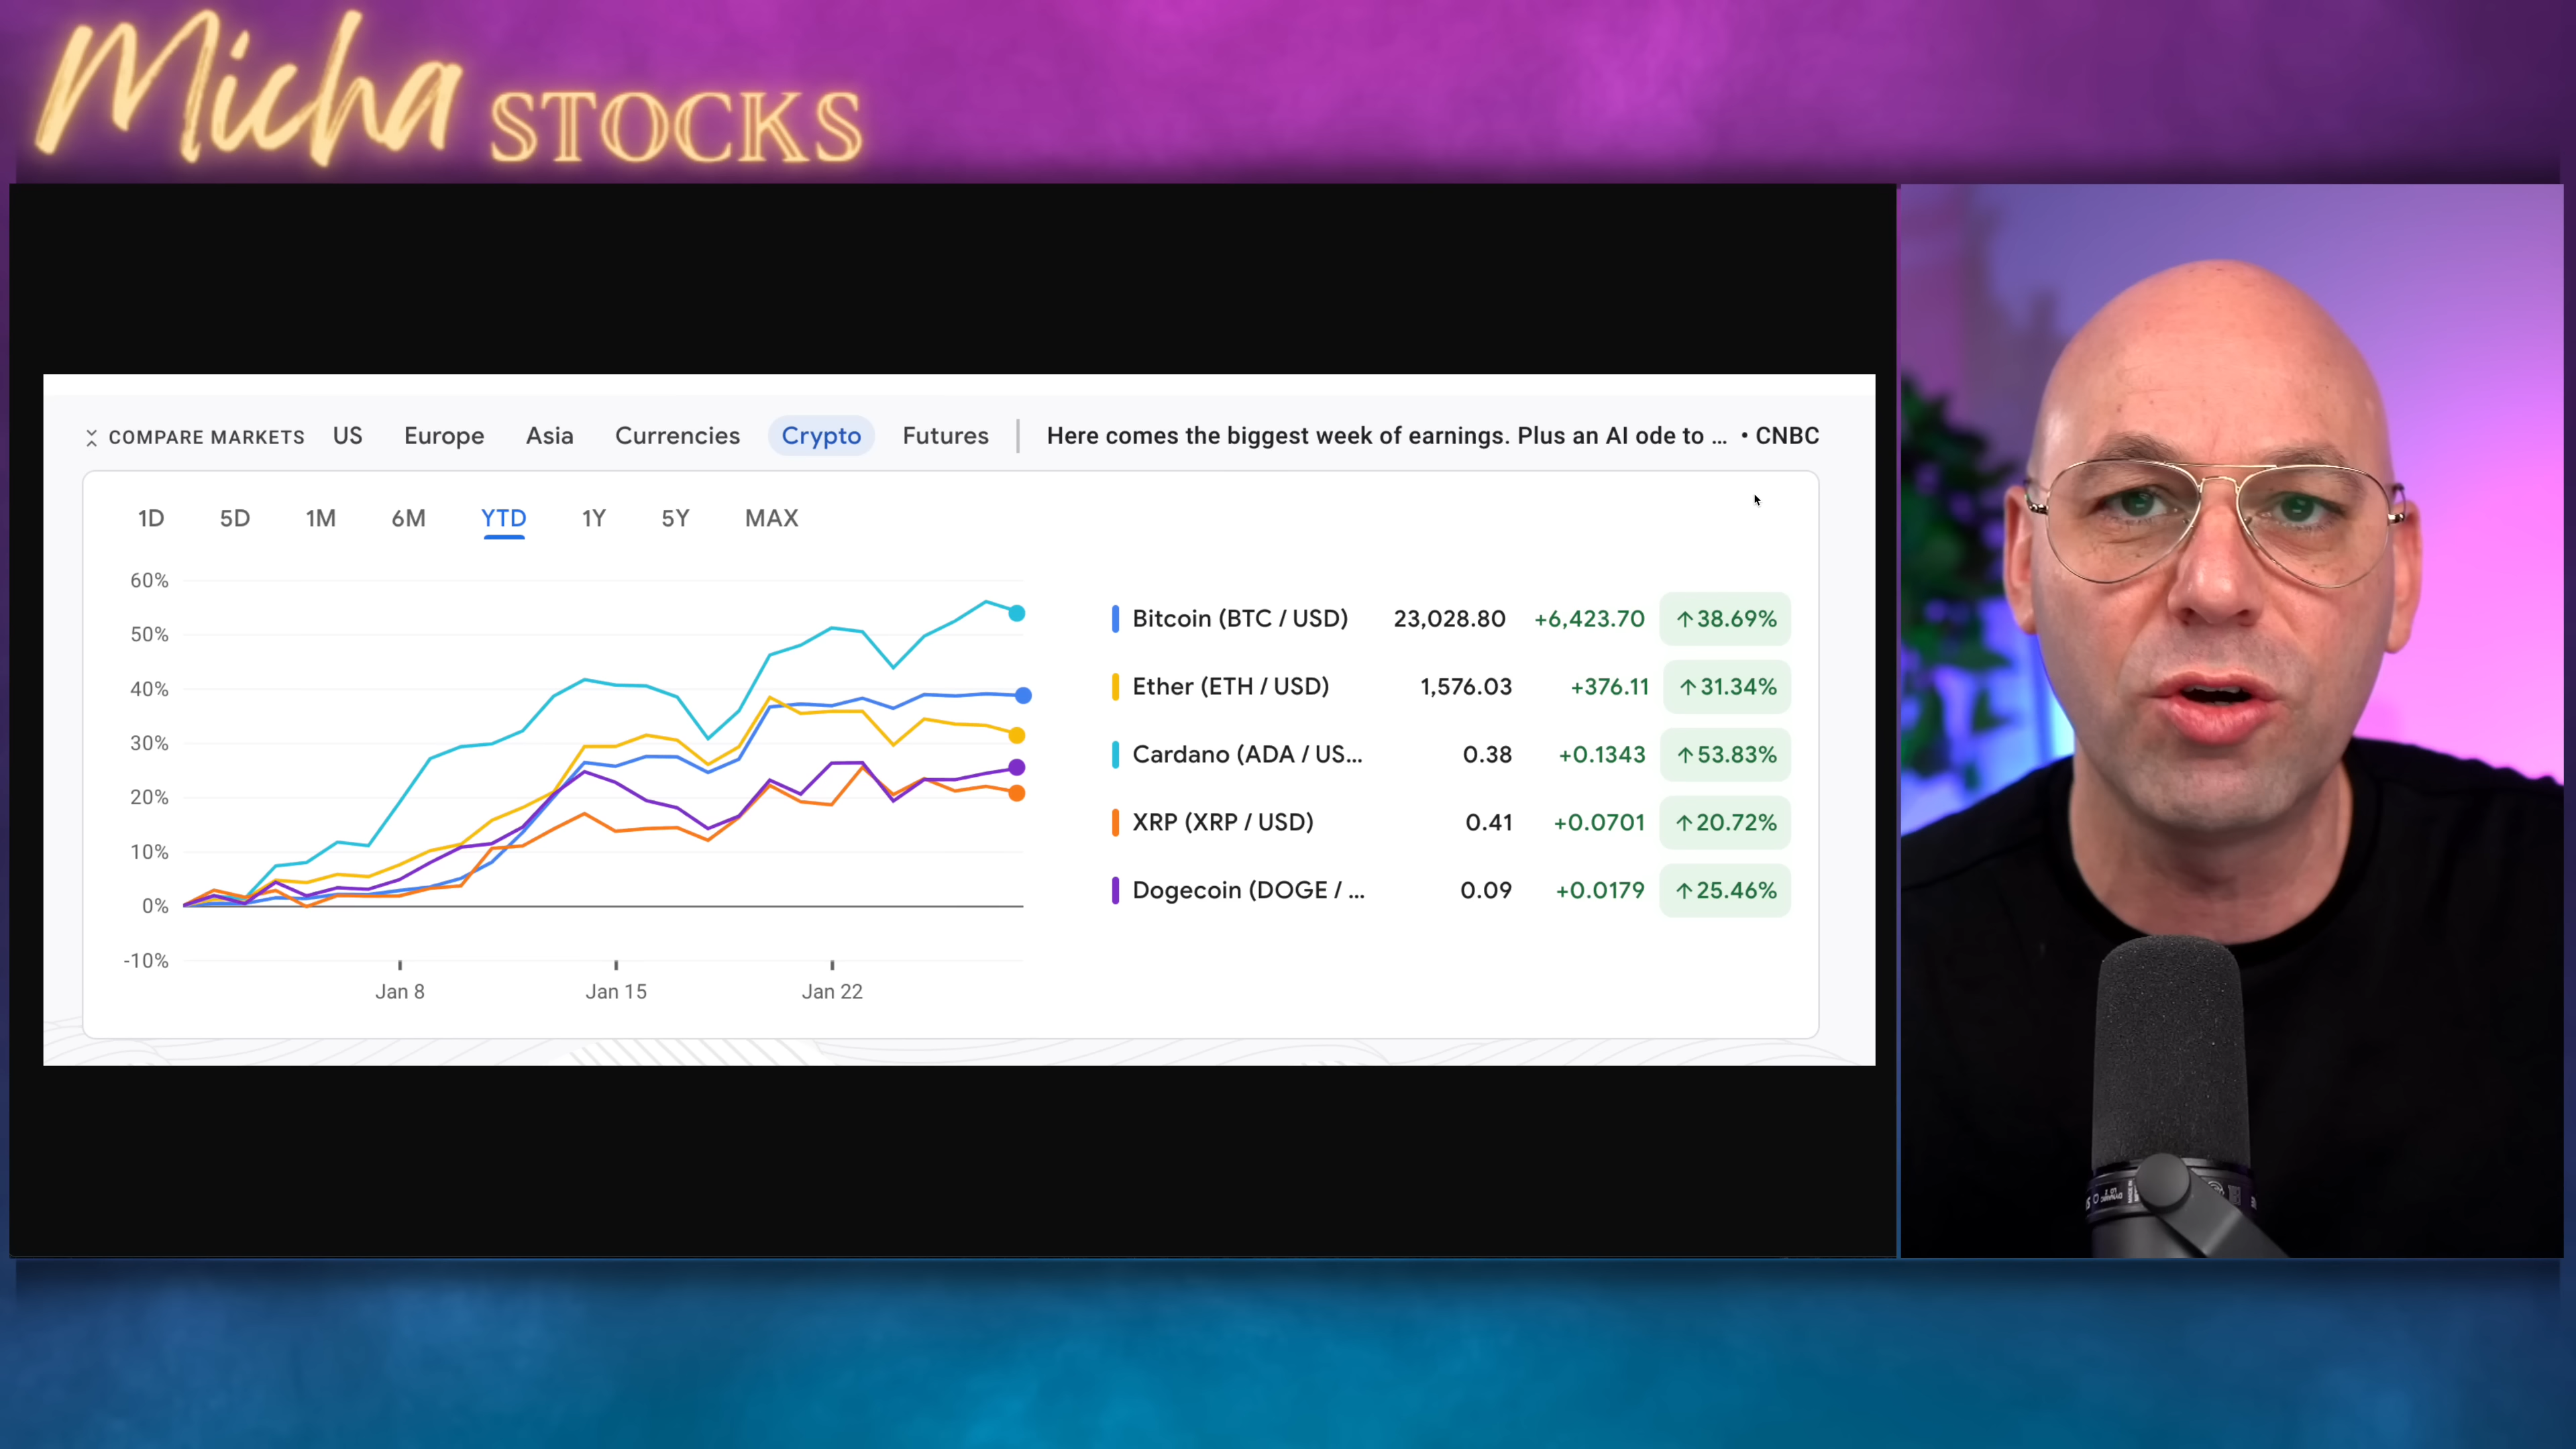 Micha STOCKS
COMPARE MARKETS US Europe Asia Currencies Crypto Futures Here comes the biggest week of earnings. Plus an AI ode to ... • CNBC
1D 5D 1M 6M YTD 1Y 5Y MAX
60%
50%
40%
30%
20%
10%
0%
-10%
Jan 8 Jan 15 Jan 22
Bitcoin (BTC / USD) 23,028.80 +6,423.70 ↑38.69%
Ether (ETH / USD) 1,576.03 +376.11 ↑31.34%
Cardano (ADA / US... 0.38 +0.1343 ↑53.83%
XRP (XRP / USD) 0.41 +0.0701 ↑20.72%
Dogecoin (DOGE / ... 0.09 +0.0179 ↑25.46%